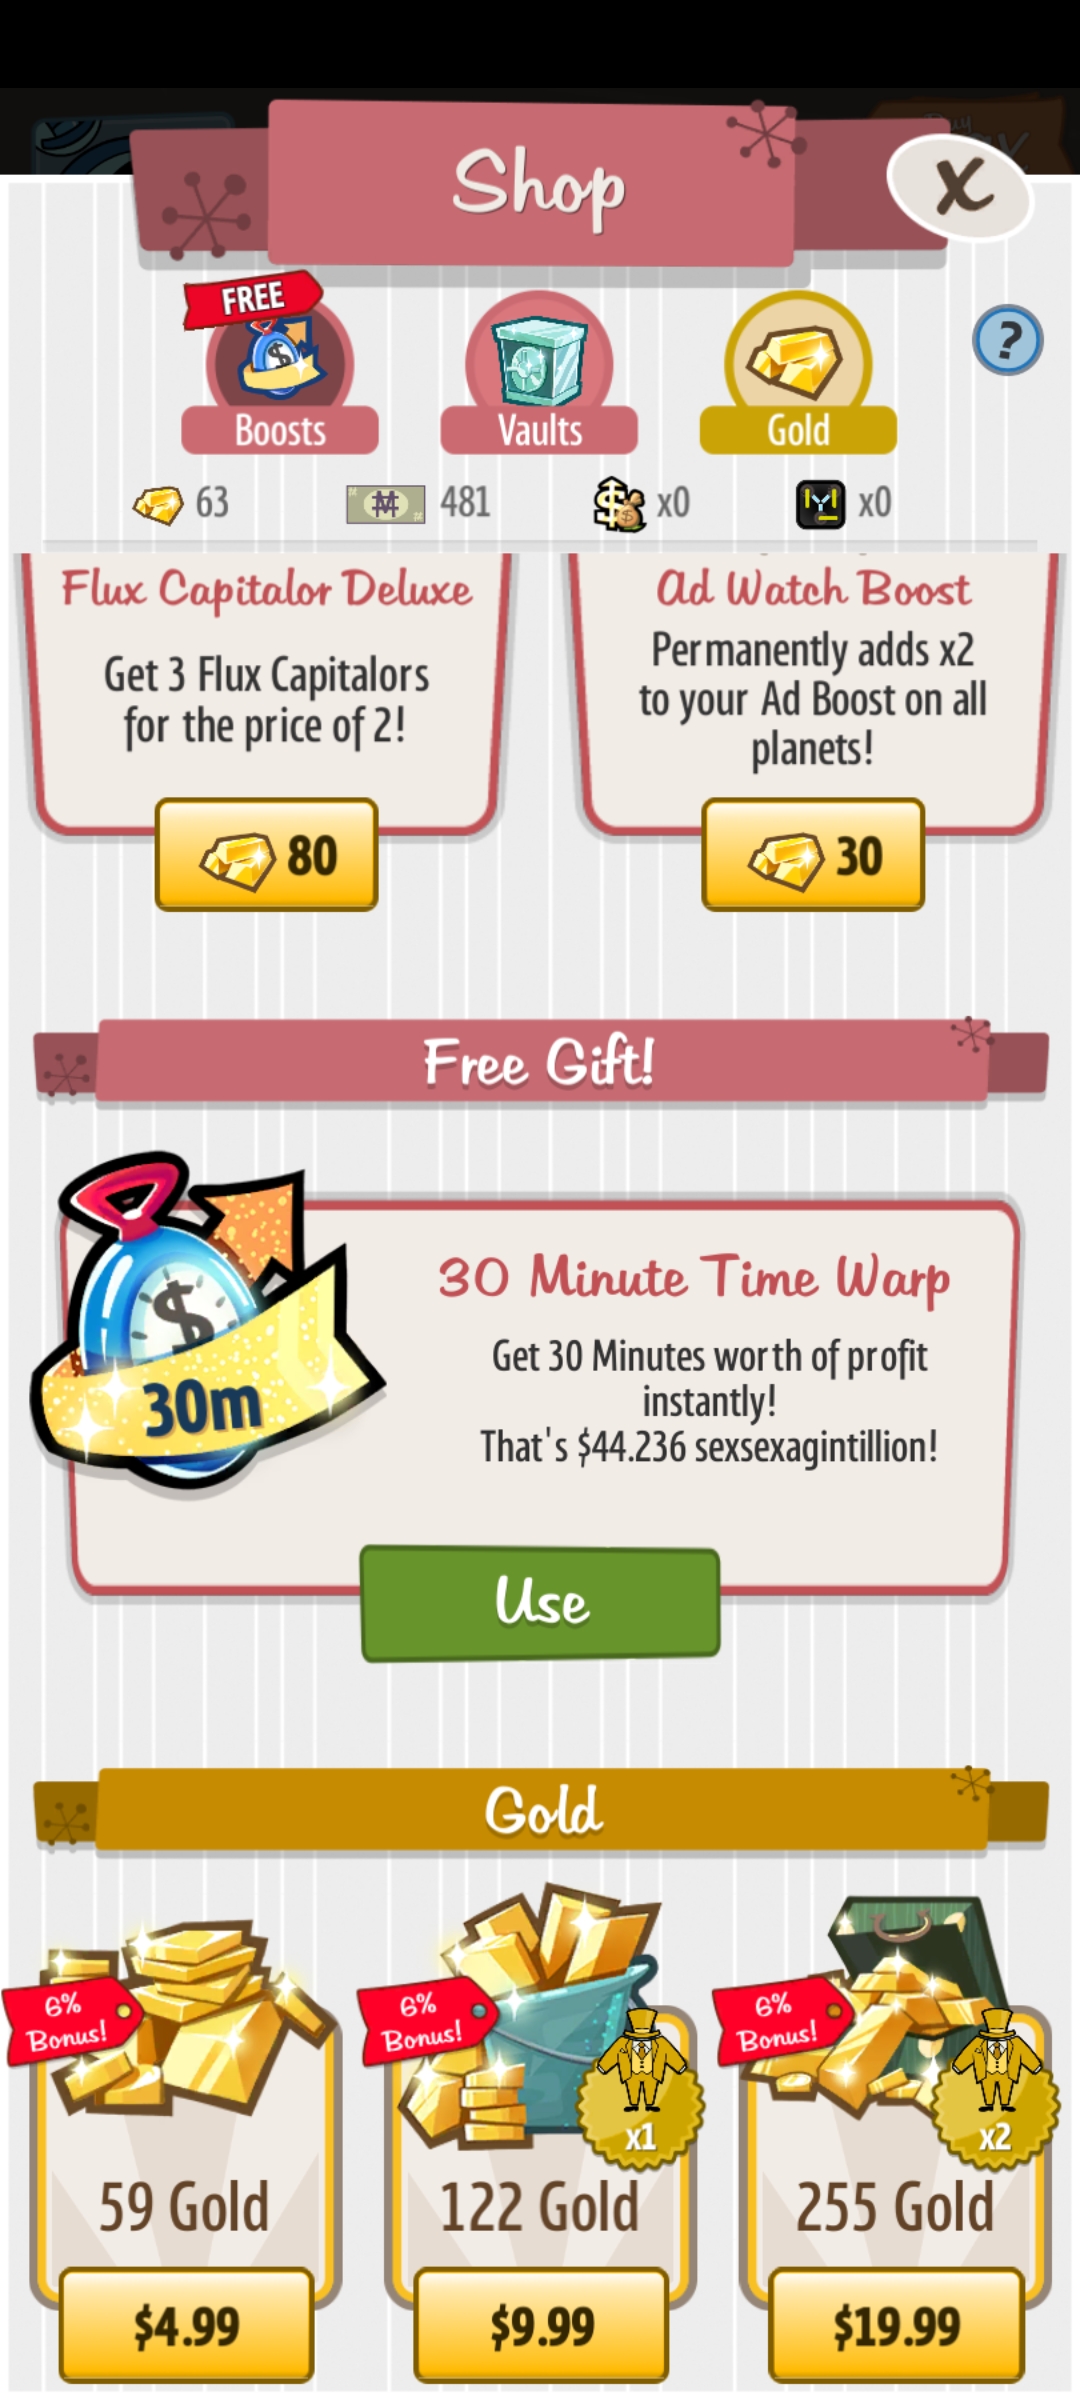 Shop
X
FREE
?
Boosts Vaults Gold
63 481 x0 x0
Flux Capitalor Deluxe
Get 3 Flux Capitalors
for the price of 2!
80
Ad Watch Boost
Permanently adds x2
to your Ad Boost on all
planets!
30
Free Gift!
30m
30 Minute Time Warp
Get 30 Minutes worth of profit
instantly!
That's $44.236 sexsexagintillion!
Use
Gold
6%
Bonus!
59 Gold
$4.99
6%
Bonus!
x1
122 Gold
$9.99
6%
Bonus!
x2
255 Gold
$19.99